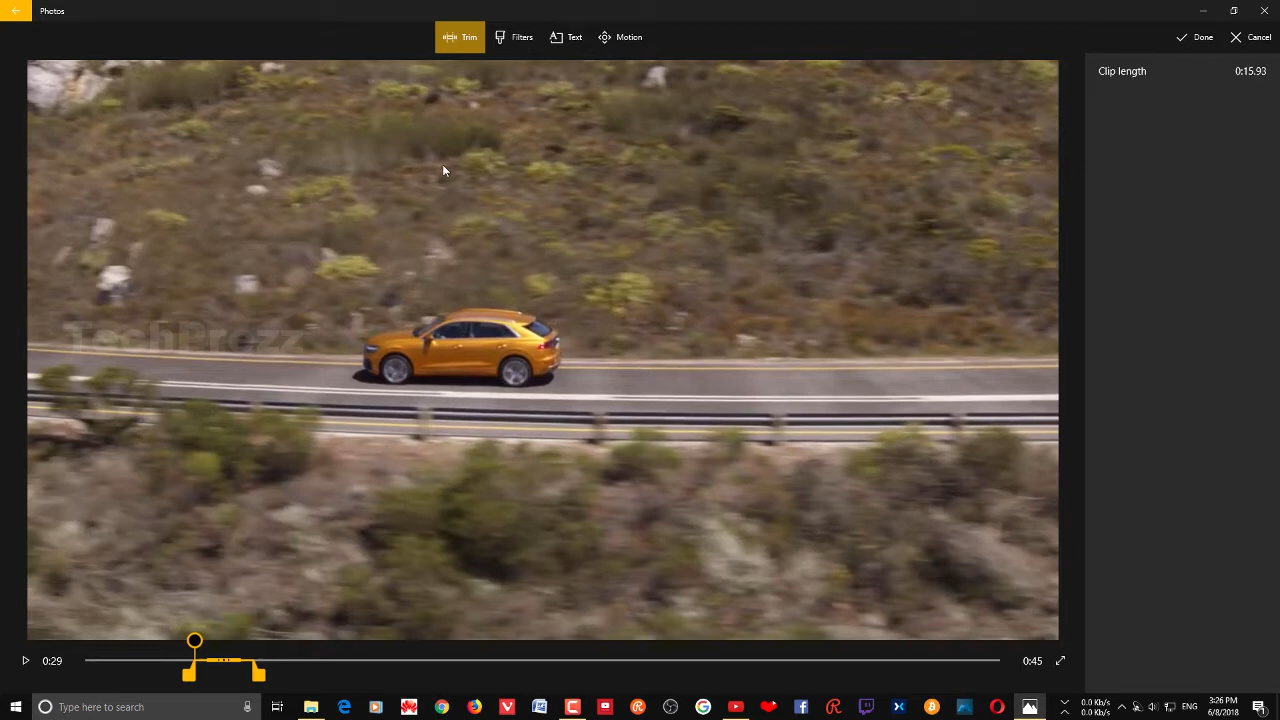 Photos
Trim Filters Text Motion Done Cancel
Clip length 0:15.93
TechPrezz
0:29 0:45
Type here to search
0.0 Kb/s
0.0 Kb/s
ENG
3:26 PM
6/8/2018